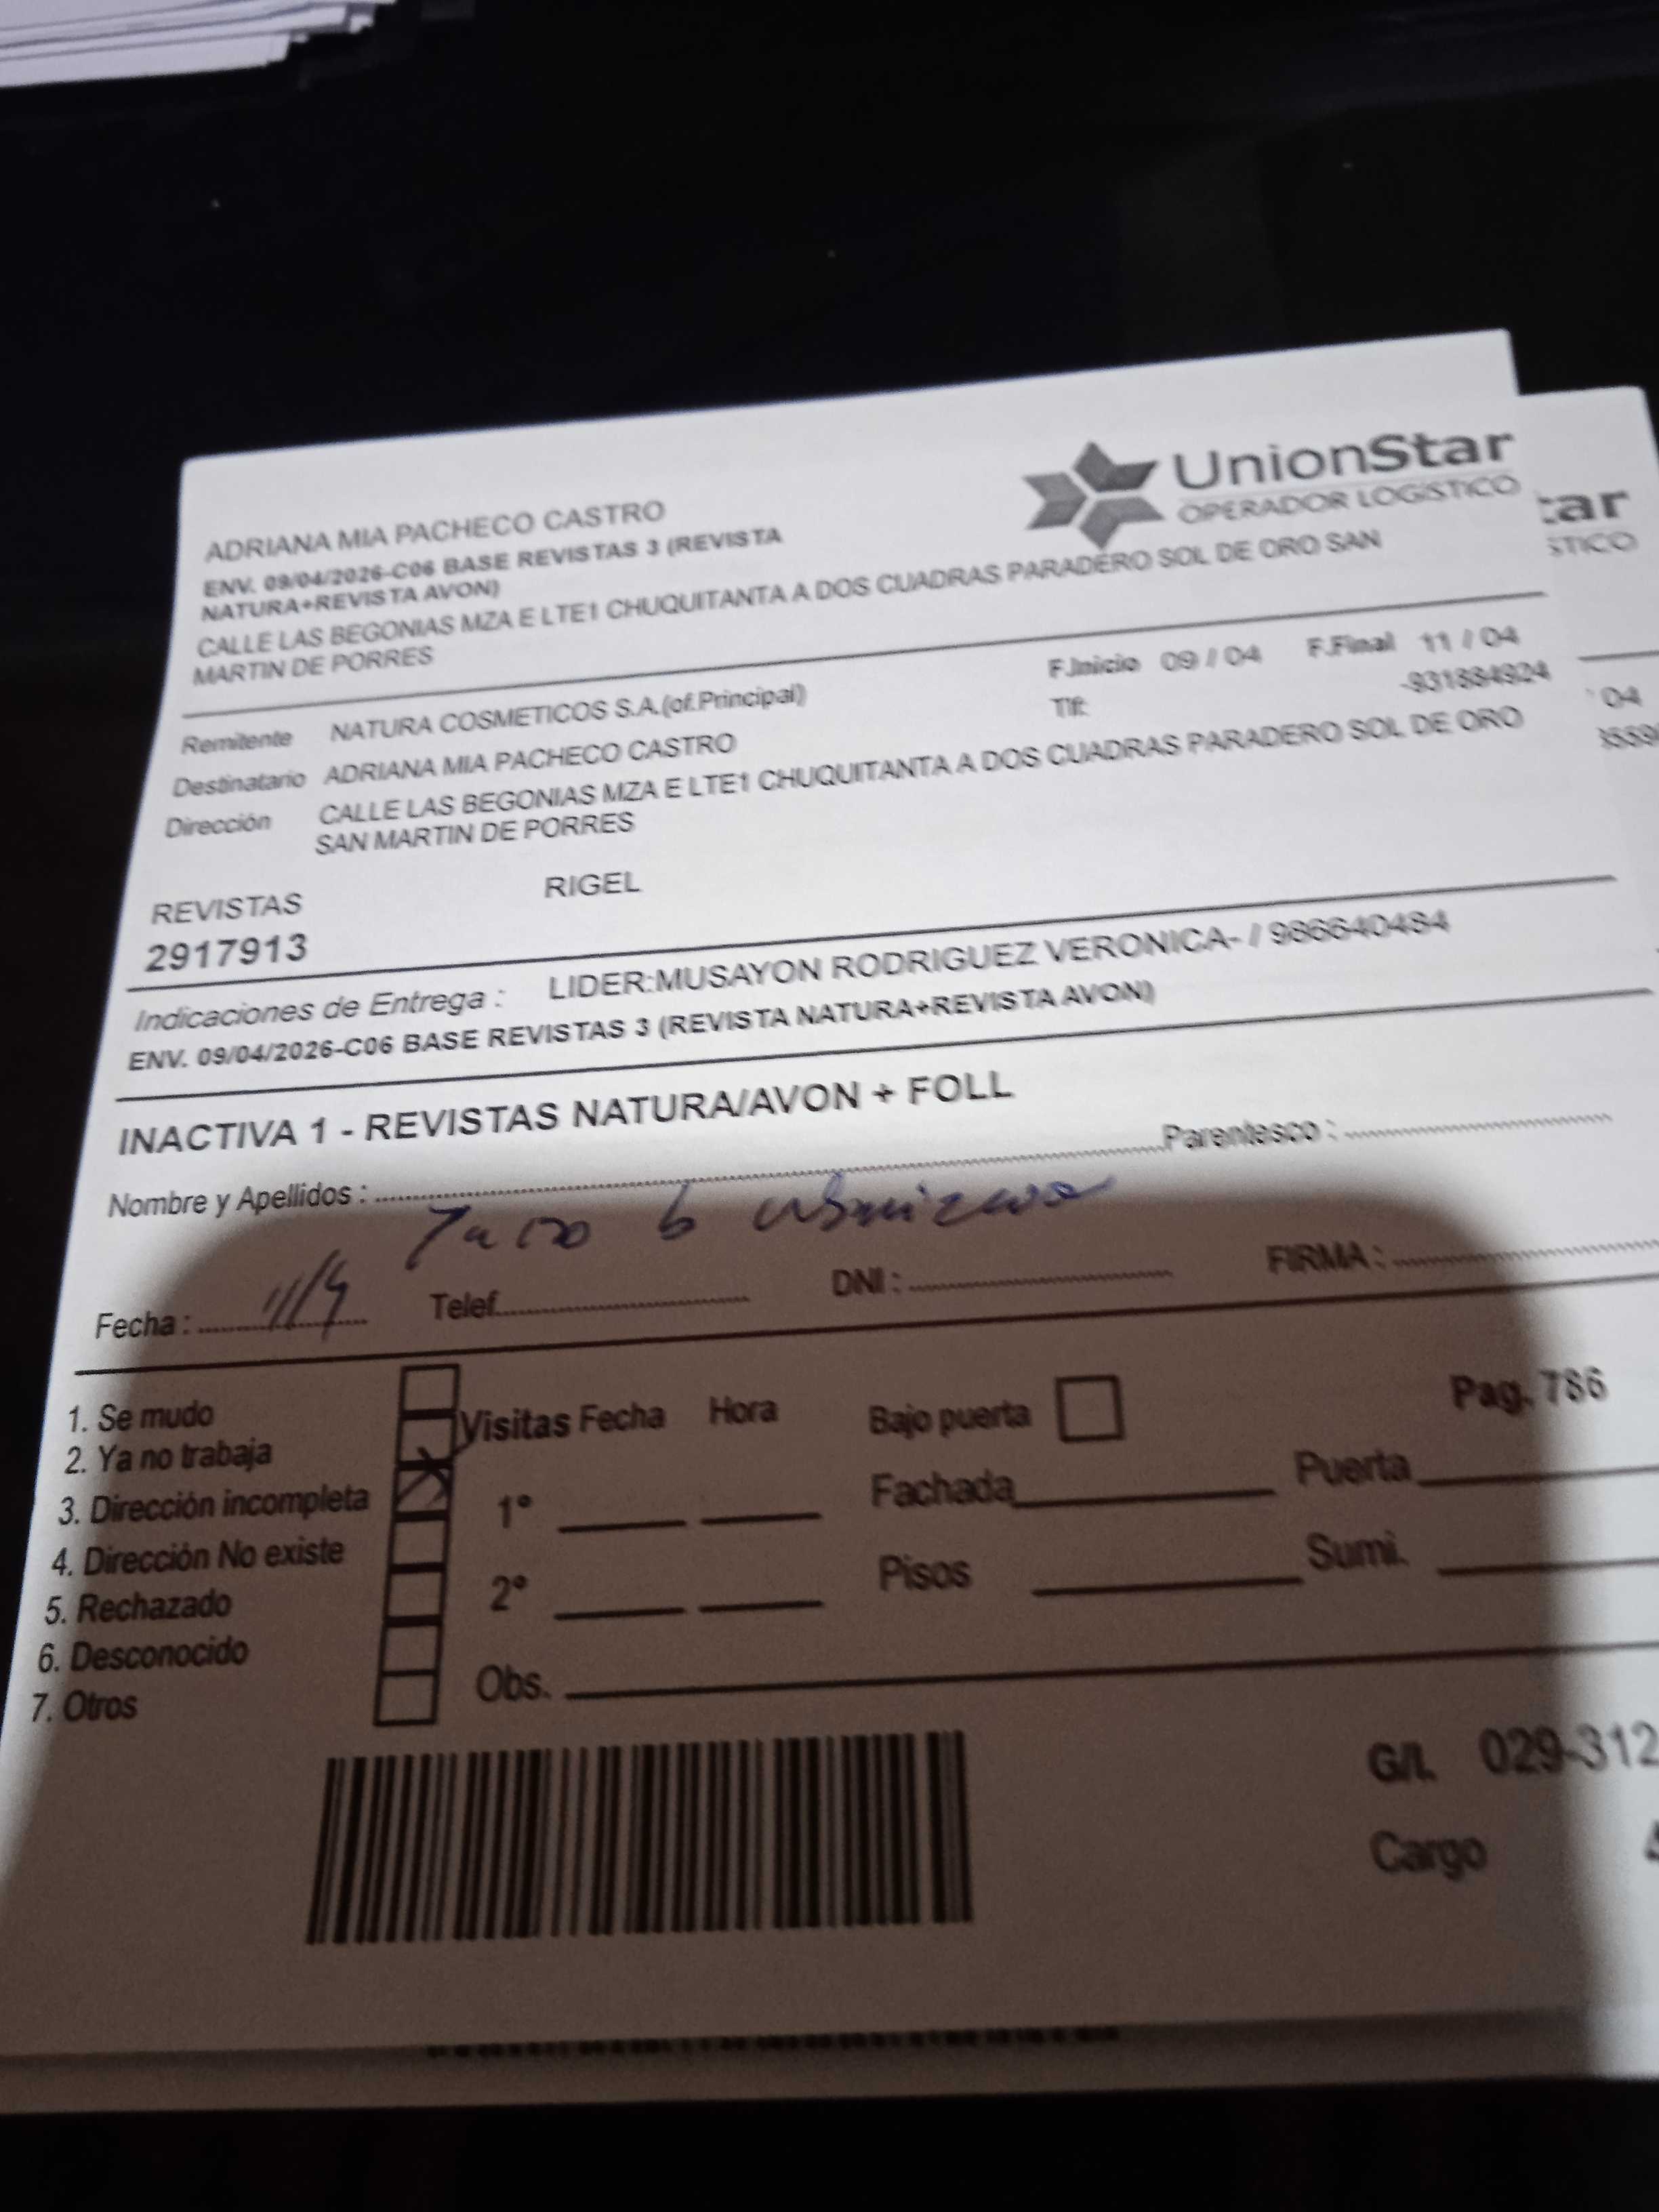 ADRIANA MIA PACHECO CASTRO
ENV. 09/04/2026-C06 BASE REVISTAS 3 (REVISTA
NATURA+REVISTA AVON)
UnionStar
OPERADOR LOGÍSTICO
CALLE LAS BEGONIAS MZA E LTE1 CHUQUITANTA A DOS CUADRAS PARADERO SOL DE ORO SAN
MARTIN DE PORRES
Remitente NATURA COSMETICOS S.A.(of.Principal) F.Inicio 09 / 04 F.Final 11 / 04
Destinatario ADRIANA MIA PACHECO CASTRO Tlf: -931884924
Dirección CALLE LAS BEGONIAS MZA E LTE1 CHUQUITANTA A DOS CUADRAS PARADERO SOL DE ORO
SAN MARTIN DE PORRES
REVISTAS RIGEL
2917913
Indicaciones de Entrega : LIDER:MUSAYON RODRIGUEZ VERONICA- / 986640484
ENV. 09/04/2026-C06 BASE REVISTAS 3 (REVISTA NATURA+REVISTA AVON)
INACTIVA 1 - REVISTAS NATURA/AVON + FOLL
Nombre y Apellidos : Parentesco :
Fecha : 11/4 Telef. DNI : FIRMA :
1. Se mudo
2. Ya no trabaja
3. Dirección incompleta
4. Dirección No existe
5. Rechazado
6. Desconocido
7. Otros
Visitas Fecha Hora
1°
2°
Obs.
Bajo puerta
Fachada Puerta
Pisos Sumi.
Pag. 786
G/I. 029-312
Cargo
tar
STICO
04